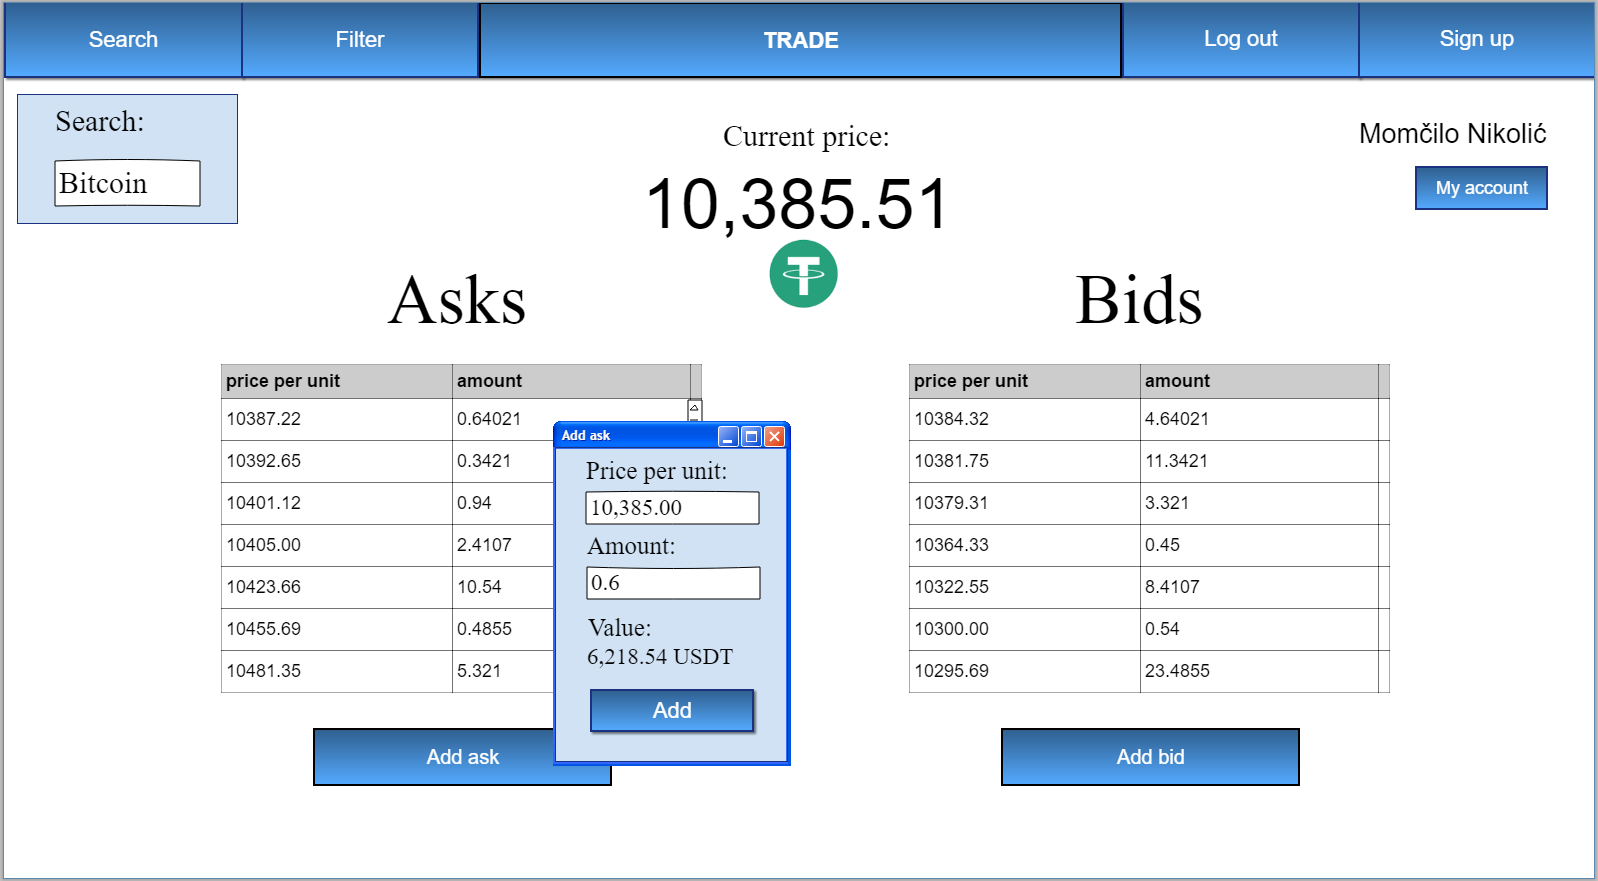 Search
Filter
TRADE
Log out
Sign up
Search:
Bitcoin
Current price:
10,385.51
Momčilo Nikolić
My account
Asks
price per unit amount
10387.22 0.64021
10392.65 0.3421
10401.12 0.94
10405.00 2.4107
10423.66 10.54
10455.69 0.4855
10481.35 5.321
Add ask
Add ask
Price per unit:
10,385.00
Amount:
0.6
Value:
6,218.54 USDT
Add
Bids
price per unit amount
10384.32 4.64021
10381.75 11.3421
10379.31 3.321
10364.33 0.45
10322.55 8.4107
10300.00 0.54
10295.69 23.4855
Add bid